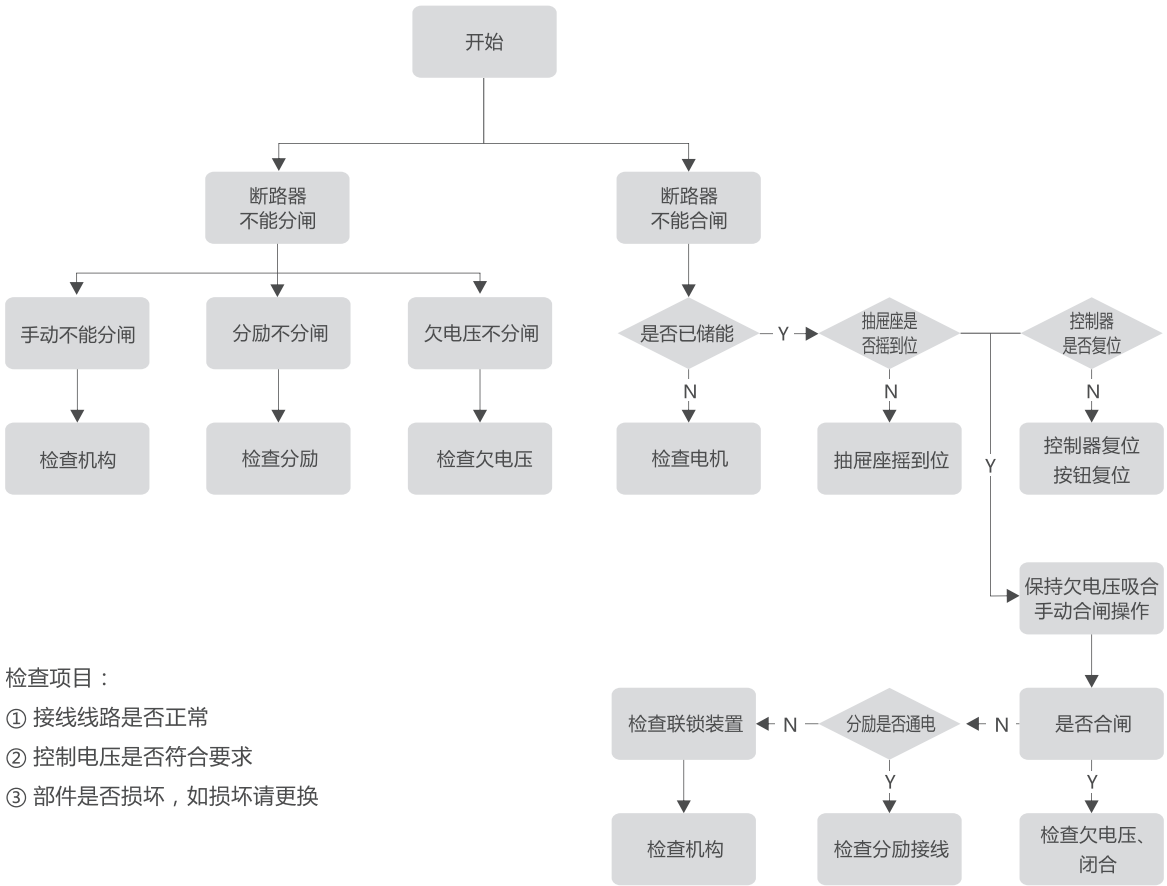 开始
断路器
不能分闸
断路器
不能合闸
手动不能分闸
分励不分闸
欠电压不分闸
是否已储能
Y
抽屉座是
否摇到位
控制器
是否复位
N
N
N
检查机构
检查分励
检查欠电压
检查电机
抽屉座摇到位
控制器复位
按钮复位
Y
保持欠电压吸合
手动合闸操作
检查项目：
① 接线线路是否正常
② 控制电压是否符合要求
③ 部件是否损坏，如损坏请更换
检查联锁装置
N
分励是否通电
N
是否合闸
Y
Y
检查机构
检查分励接线
检查欠电压、
闭合